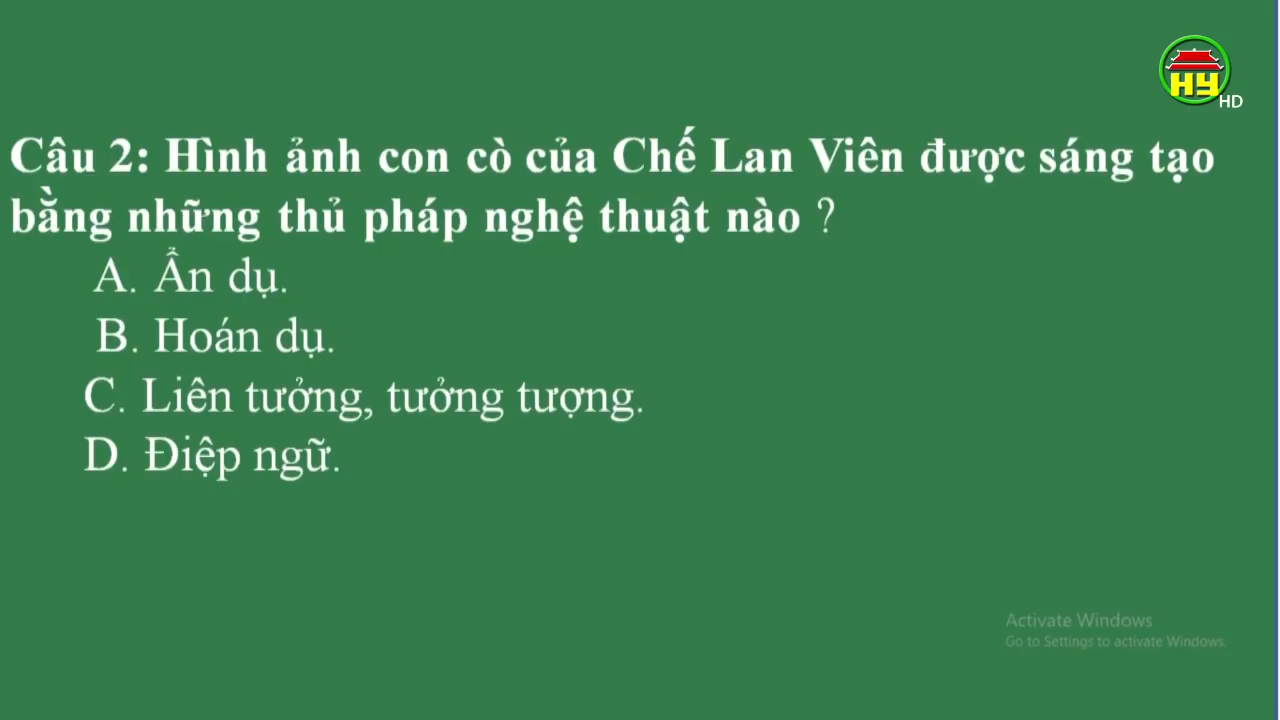 HY
HD
Câu 2: Hình ảnh con cò của Chế Lan Viên được sáng tạo
bằng những thủ pháp nghệ thuật nào ?
A. Ẩn dụ.
B. Hoán dụ.
C. Liên tưởng, tưởng tượng.
D. Điệp ngữ.
Activate Windows
Go to Settings to activate Windows.